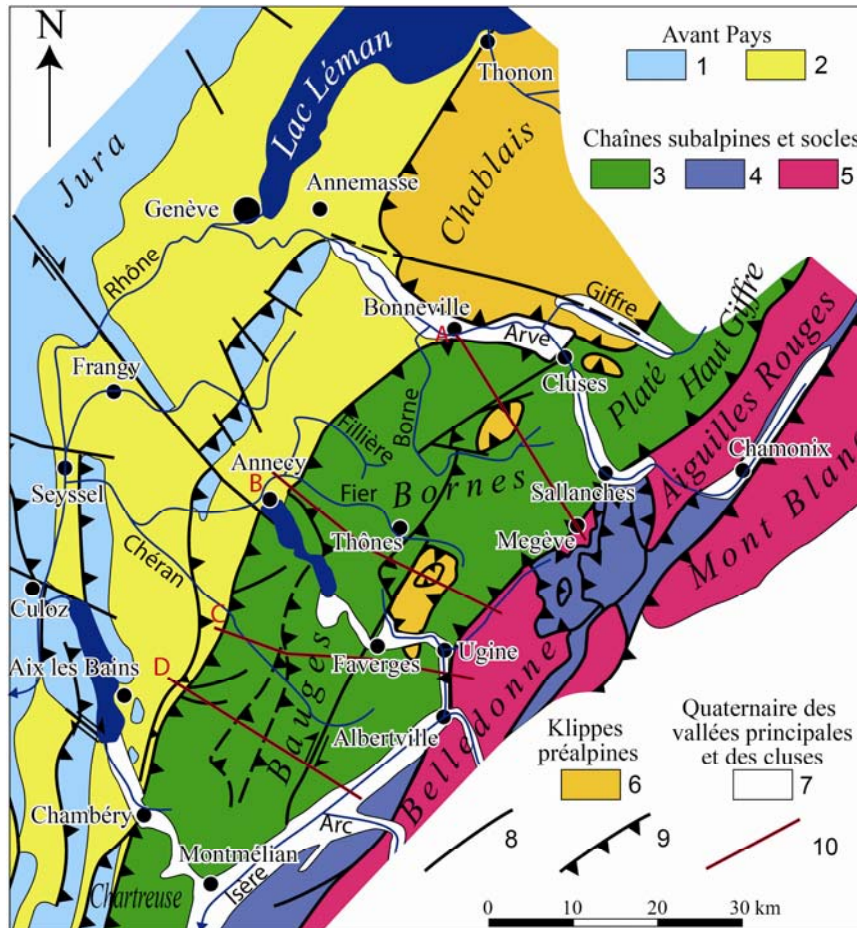 N
Avant Pays
1
2
Chaînes subalpines et socles
3
4
5
Thonon
Lac Léman
Jura
Chablais
Genève
Annemasse
Rhône
Bonneville
A
Arve
Giffre
Cluses
Platé
Haut Giffre
Frangy
Fillière
Borne
Aiguilles Rouges
Chamonix
Mont Blanc
Seyssel
Annecy
B
Fier
Bornes
Sallanches
Megève
Thônes
Chéran
Culoz
C
Aix les Bains
D
Faverges
Ugine
Bauges
Albertville
Belledonne
Chambéry
Montmélian
Arc
Isère
Chartreuse
Klippes
préalpines
6
Quaternaire des
vallées principales
et des cluses
7
8
9
10
0 10 20 30 km